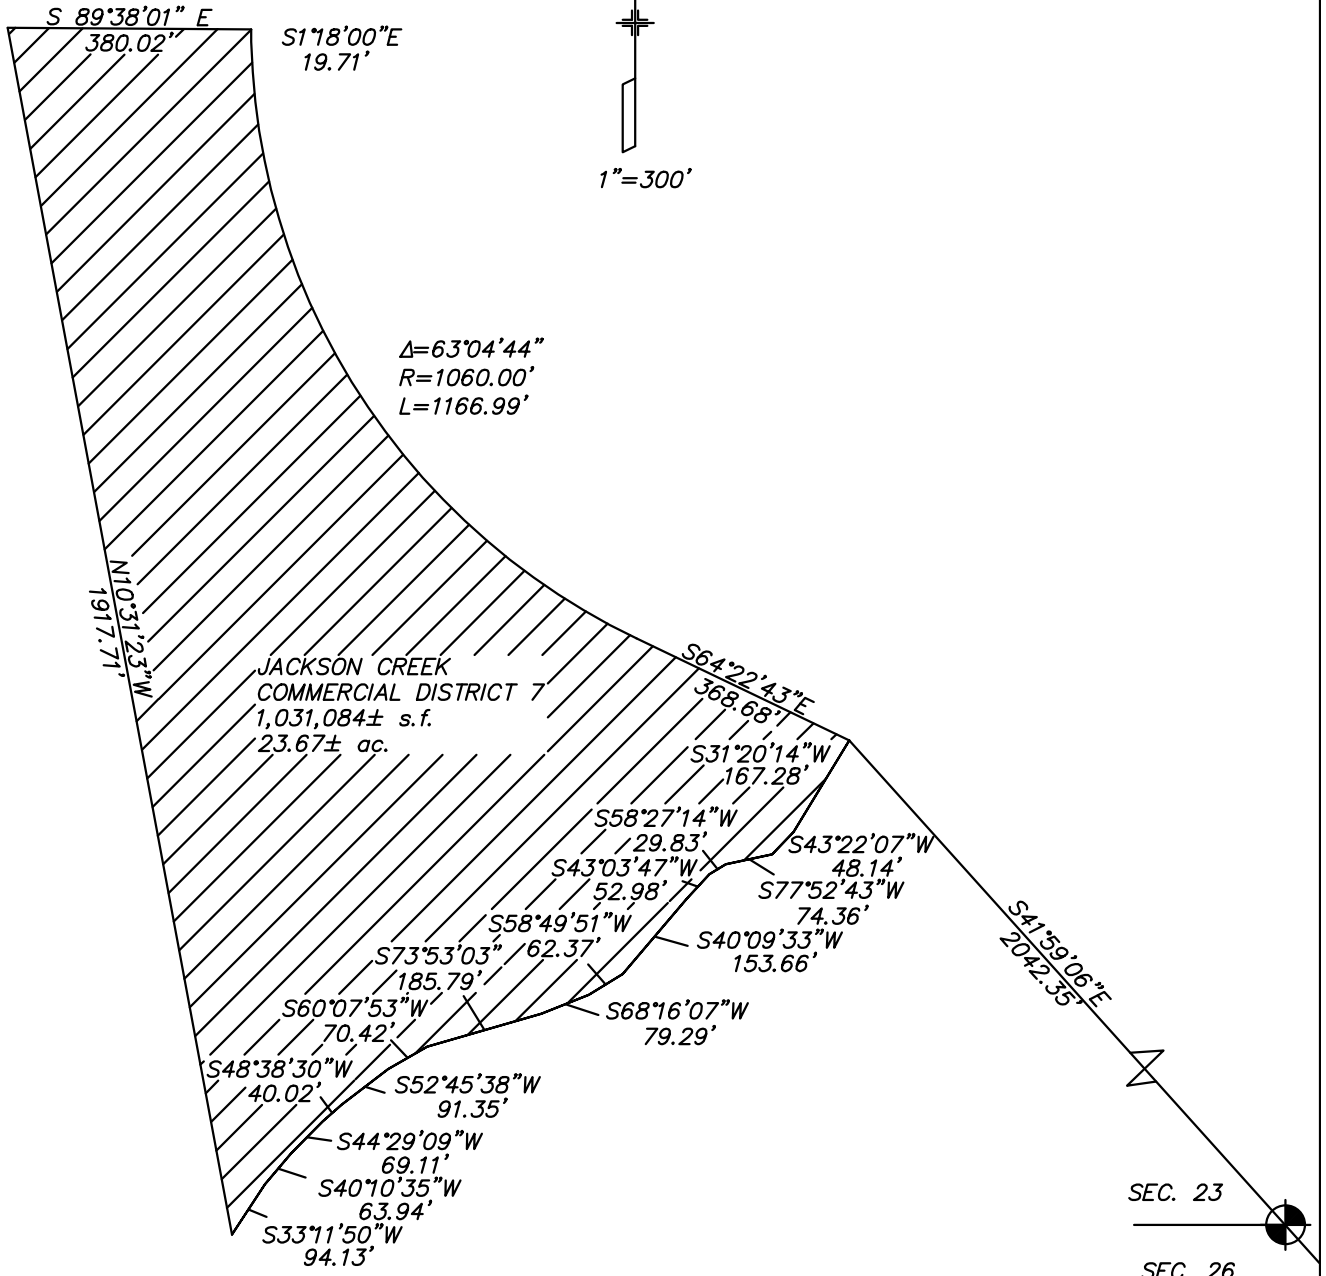 S 89°38'01" E
380.02'
S1°18'00"E
19.71'
1"=300'
Δ=63°04'44"
R=1060.00'
L=1166.99'
N10°31'23"W
1917.71'
JACKSON CREEK
COMMERCIAL DISTRICT 7
1,031,084± s.f.
23.67± ac.
S64°22'43"E
368.68'
S31°20'14"W
167.28'
S58°27'14"W
29.83'
S43°22'07"W
48.14'
S43°03'47"W
52.98'
S77°52'43"W
74.36'
S58°49'51"W
62.37'
S40°09'33"W
153.66'
S41°59'06"E
2042.35'
S73°53'03"
185.79'
S60°07'53"W
70.42'
S68°16'07"W
79.29'
S48°38'30"W
40.02'
S52°45'38"W
91.35'
S44°29'09"W
69.11'
S40°10'35"W
63.94'
S33°11'50"W
94.13'
SEC. 23
SEC. 26